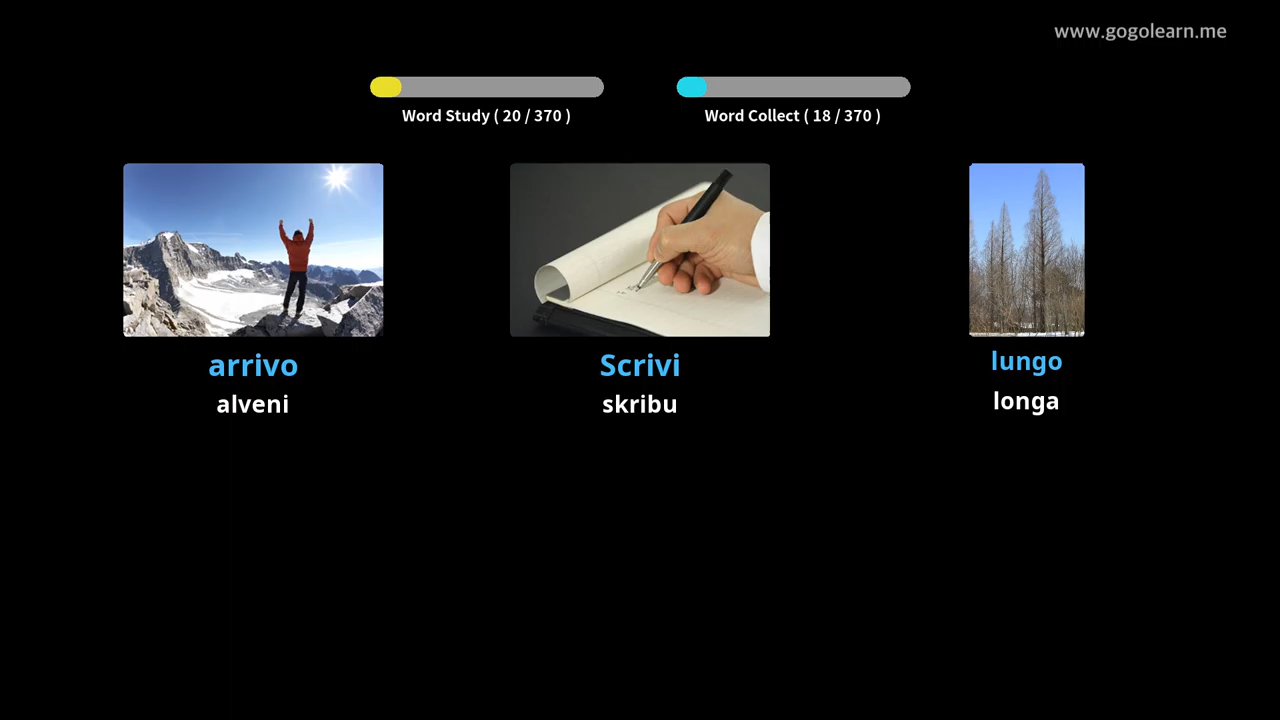 www.gogolearn.me
Word Study ( 20 / 370 )
Word Collect ( 18 / 370 )
arrivo
alveni
Scrivi
skribu
lungo
longa